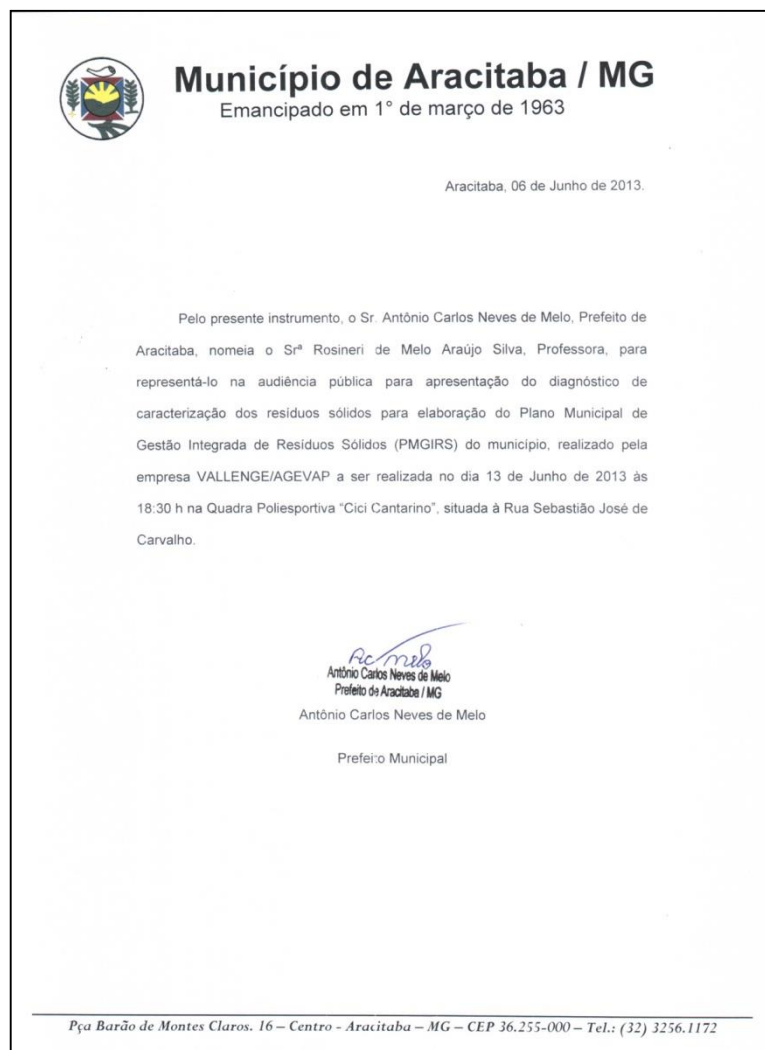 Município de Aracitaba / MG
Emancipado em 1° de março de 1963
Aracitaba, 06 de Junho de 2013.
Pelo presente instrumento, o Sr. Antônio Carlos Neves de Melo, Prefeito de
Aracitaba, nomeia o Srª Rosineri de Melo Araújo Silva, Professora, para
representá-lo na audiência pública para apresentação do diagnóstico de
caracterização dos resíduos sólidos para elaboração do Plano Municipal de
Gestão Integrada de Resíduos Sólidos (PMGIRS) do município, realizado pela
empresa VALLENGE/AGEVAP a ser realizada no dia 13 de Junho de 2013 às
18:30 h na Quadra Poliesportiva "Cici Cantarino", situada à Rua Sebastião José de
Carvalho.
AC Melo
Antônio Carlos Neves de Melo
Prefeito de Aracitaba / MG
Antônio Carlos Neves de Melo
Prefeito Municipal
Pça Barão de Montes Claros. 16 – Centro - Aracitaba – MG – CEP 36.255-000 – Tel.: (32) 3256.1172